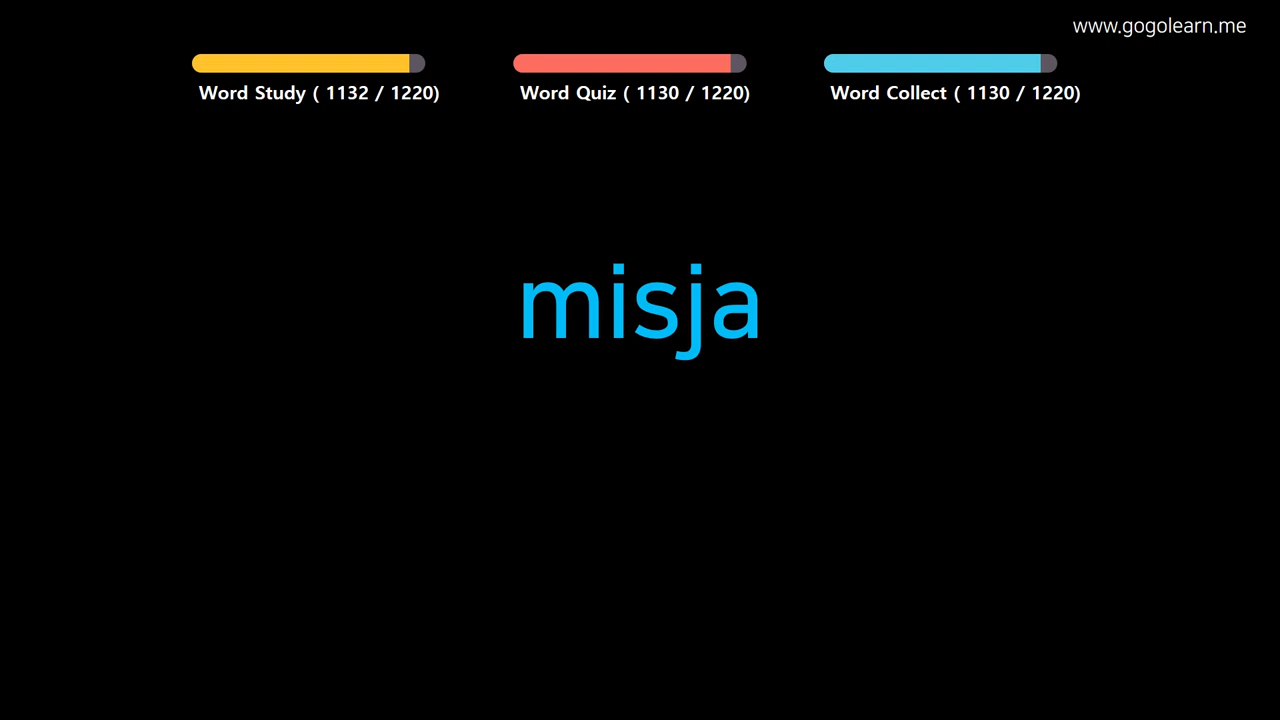 www.gogolearn.me
Word Study ( 1132 / 1220)
Word Quiz ( 1130 / 1220)
Word Collect ( 1130 / 1220)
misja